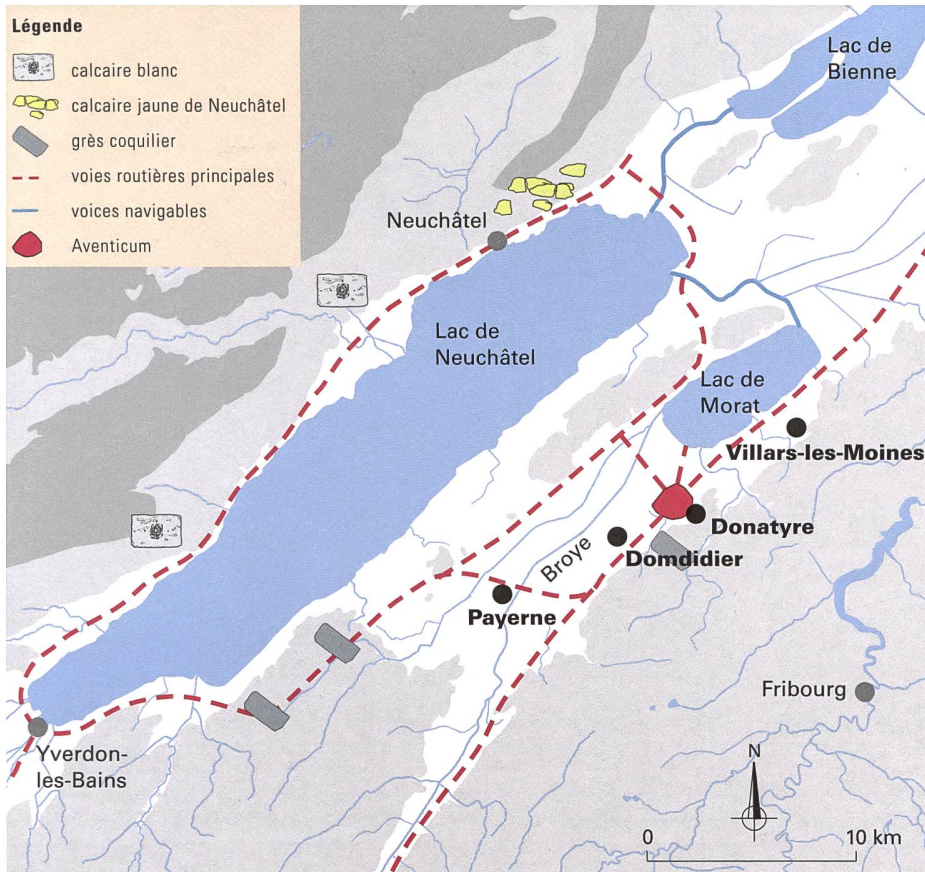 Légende
calcaire blanc
calcaire jaune de Neuchâtel
grès coquilier
voies routières principales
voices navigables
Aventicum
Lac de
Bienne
Neuchâtel
Lac de
Neuchâtel
Lac de
Morat
Villars-les-Moines
Donatyre
Domdidier
Broye
Payerne
Fribourg
Yverdon-
les-Bains
N
0 10 km